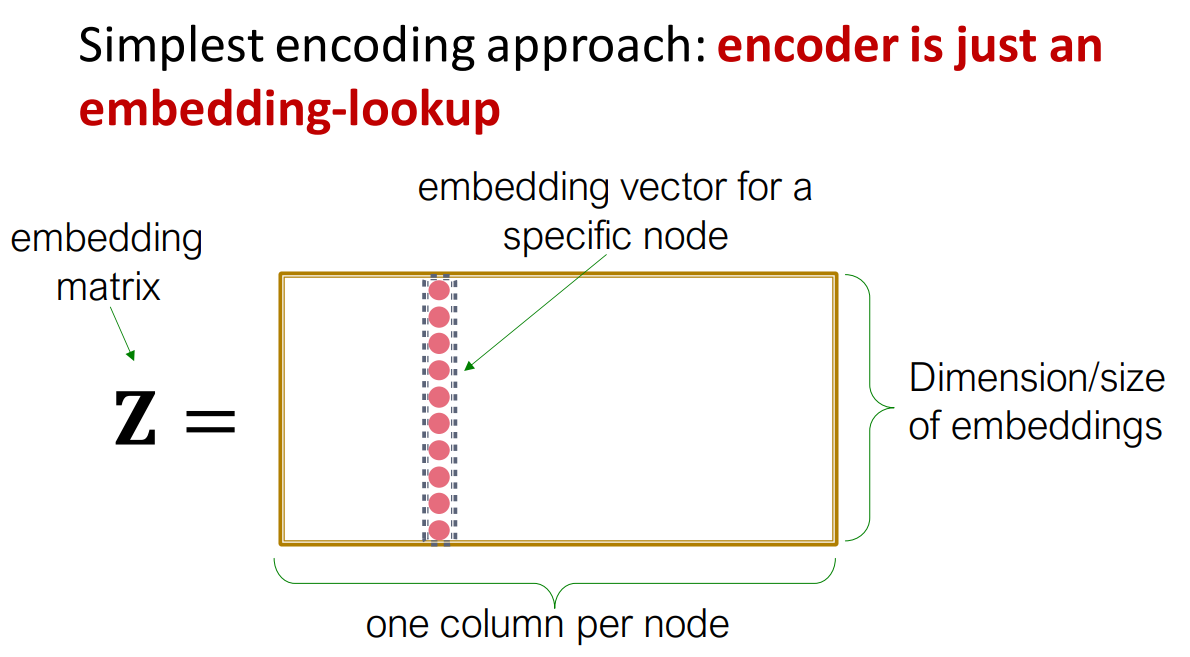 Simplest encoding approach: encoder is just an
embedding-lookup
embedding vector for a
specific node
embedding
matrix
Z =
Dimension/size
of embeddings
one column per node